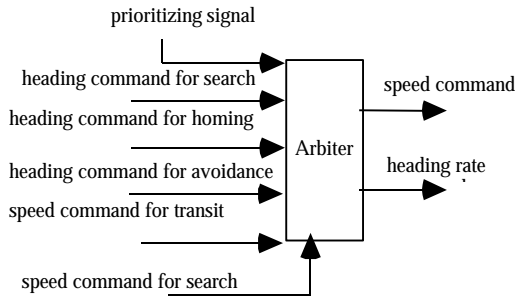 prioritizing signal
heading command for search
heading command for homing
heading command for avoidance
speed command for transit
speed command for search
Arbiter
speed command
heading rate